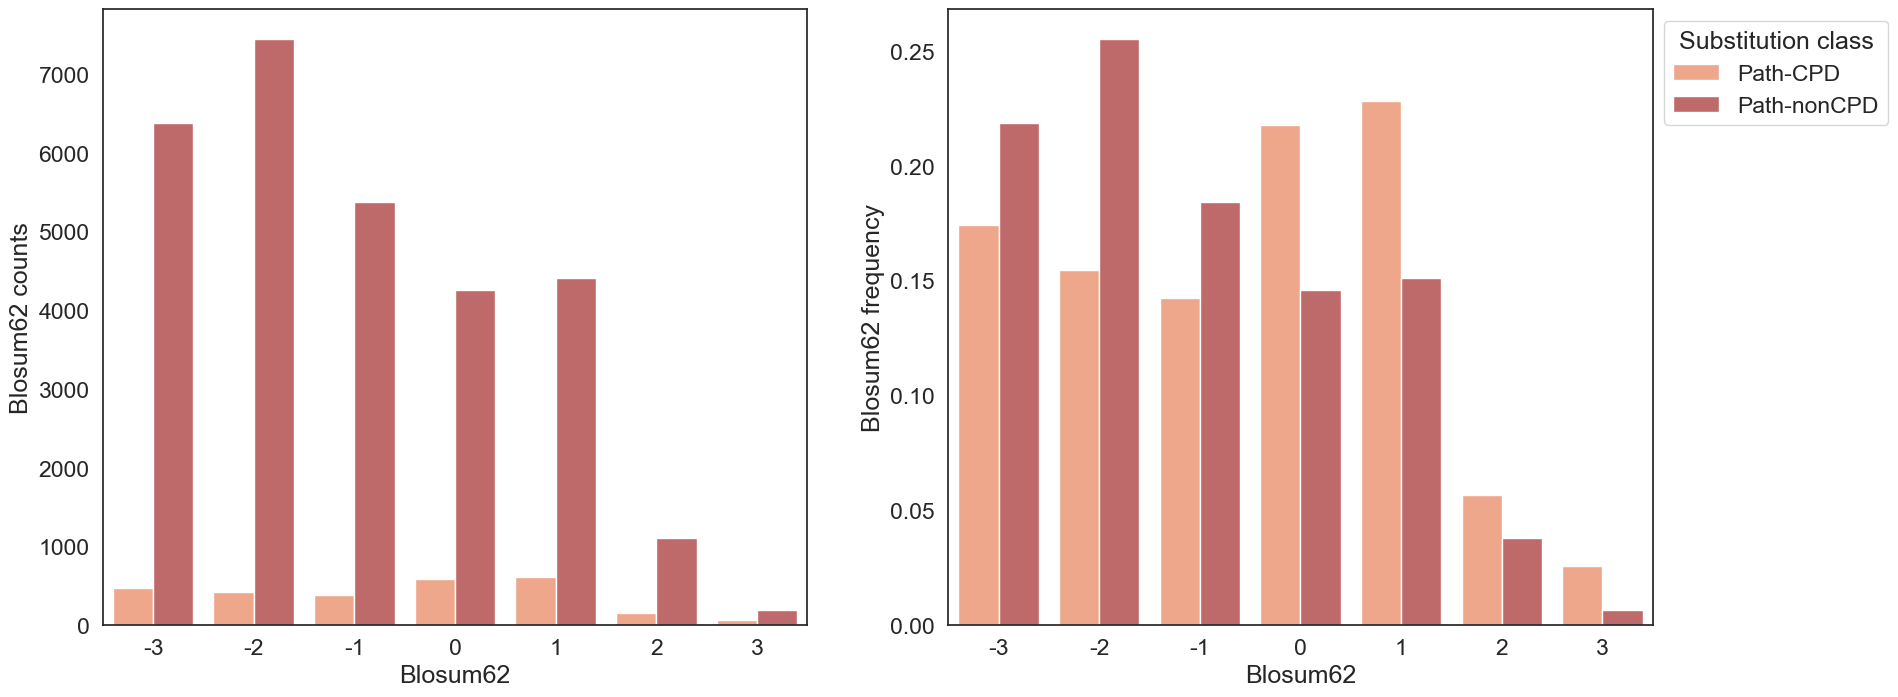 Blosum62 counts
7000
6000
5000
4000
3000
2000
1000
0
-3 -2 -1 0 1 2 3
Blosum62
Blosum62 frequency
0.25
0.20
0.15
0.10
0.05
0.00
-3 -2 -1 0 1 2 3
Blosum62
Substitution class
Path-CPD
Path-nonCPD